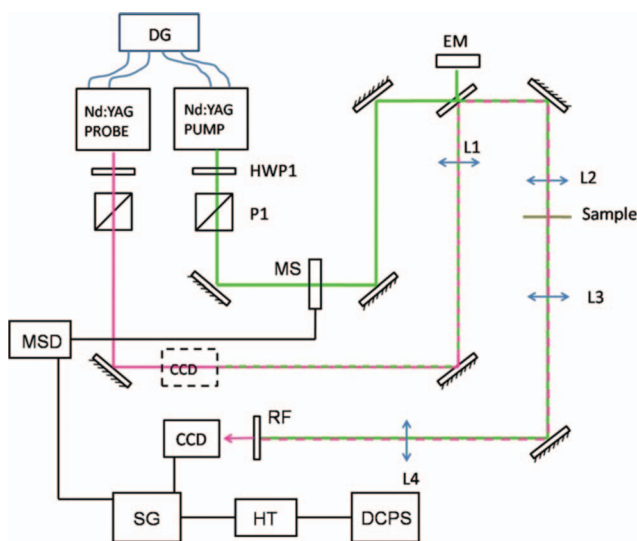 DG
EM
Nd:YAG
PROBE
Nd:YAG
PUMP
L1
HWP1
L2
P1
Sample
MS
L3
MSD
CCD
RF
CCD
L4
SG
HT
DCPS